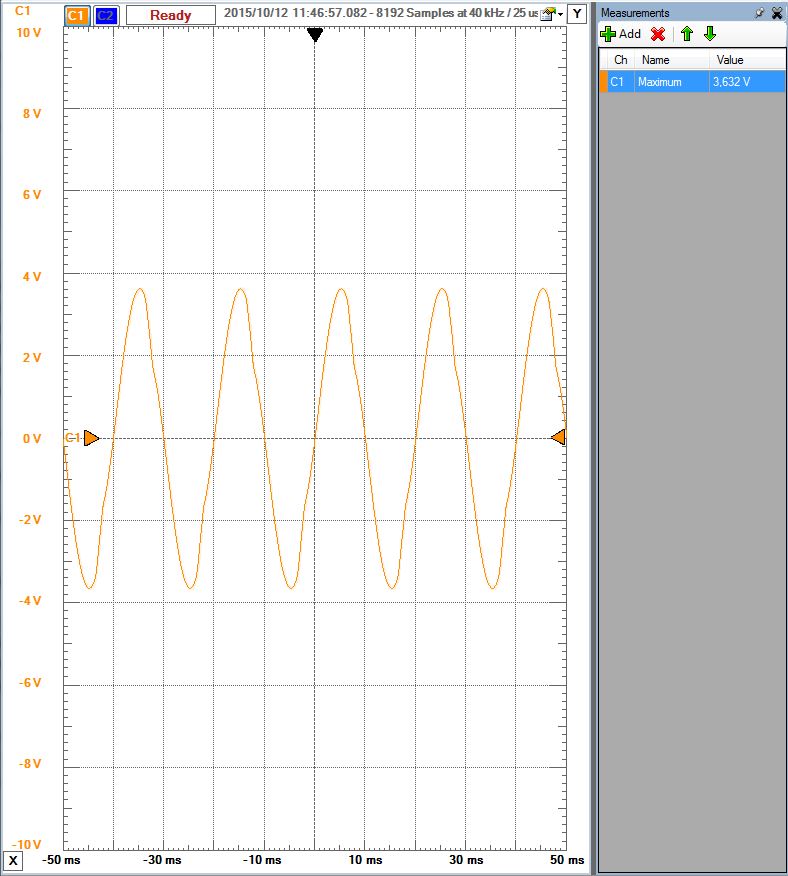 C1
C1 C2 Ready 2015/10/12 11:46:57.082 - 8192 Samples at 40 kHz / 25 us Y
10 V
8 V
6 V
4 V
2 V
0 V
-2 V
-4 V
-6 V
-8 V
-10 V
C1
X -50 ms -30 ms -10 ms 10 ms 30 ms 50 ms
Measurements
Add
Ch Name Value
C1 Maximum 3,632 V